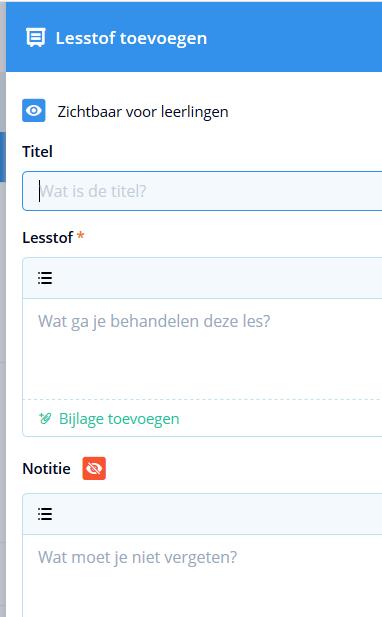 Lesstof toevoegen
Zichtbaar voor leerlingen
Titel
Wat is de titel?
Lesstof *
Wat ga je behandelen deze les?
Bijlage toevoegen
Notitie
Wat moet je niet vergeten?